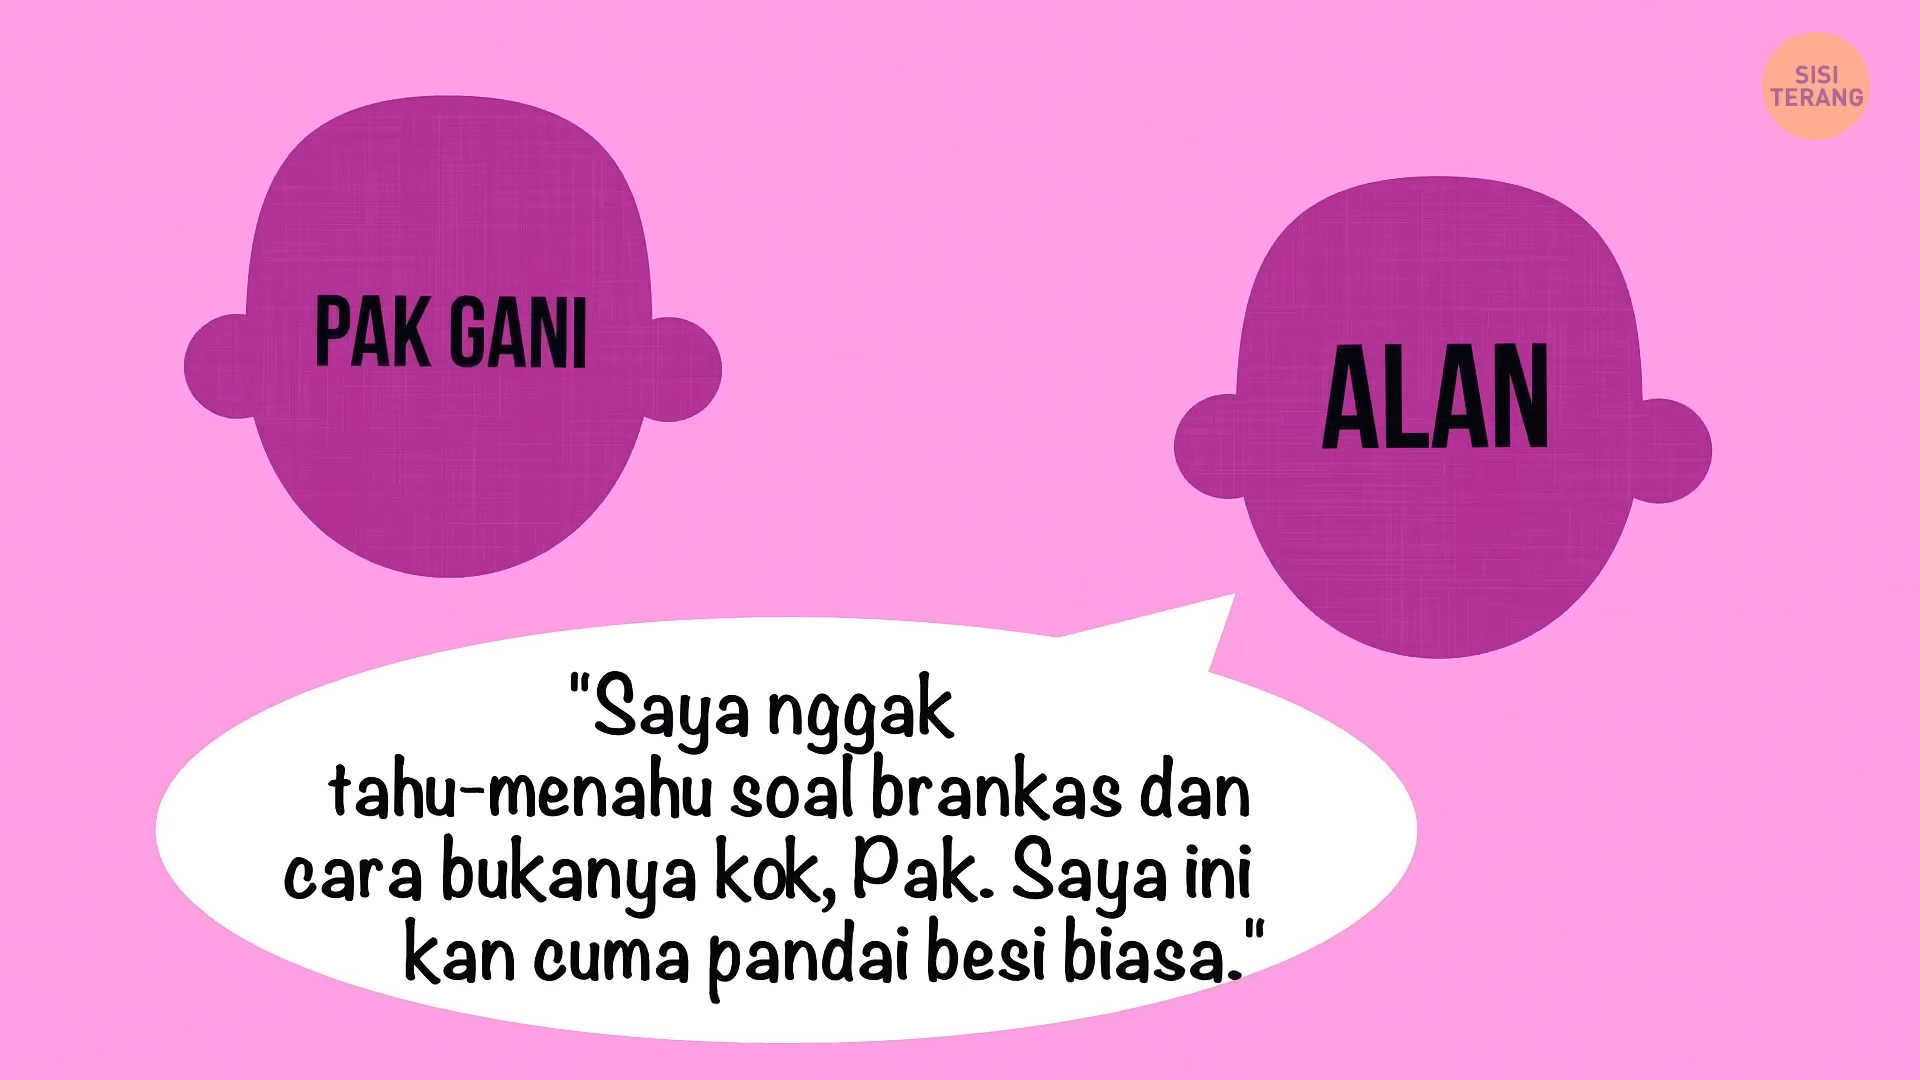 SISI
TERANG
PAK GANI
ALAN
"Saya nggak
tahu-menahu soal brankas dan
cara bukanya kok, Pak. Saya ini
kan cuma pandai besi biasa."